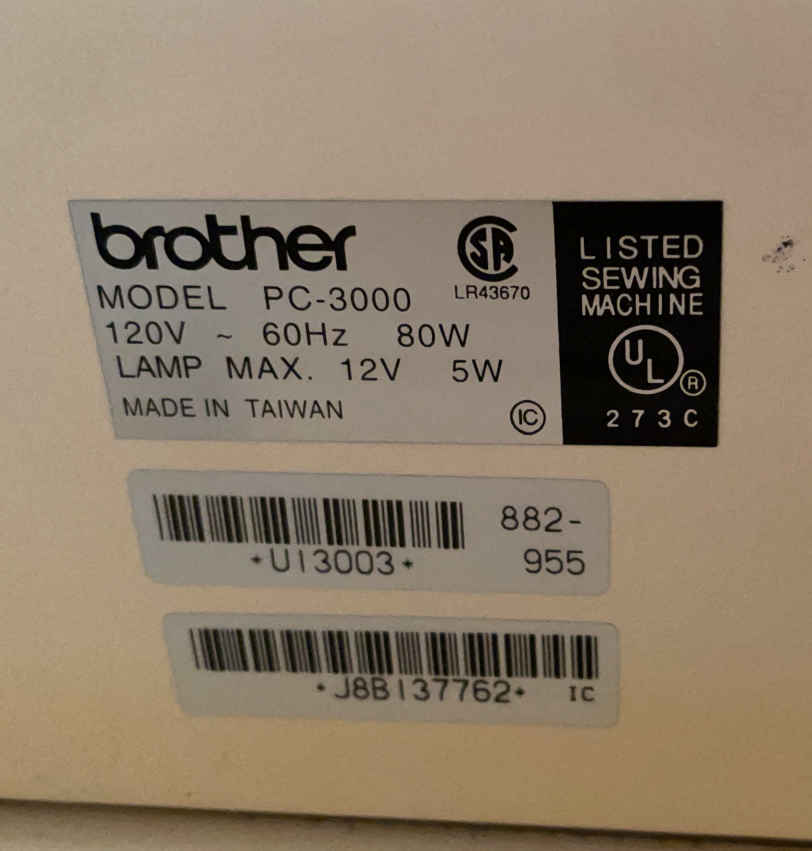 brother
SA
LR43670
MODEL PC-3000
120V ~ 60Hz 80W
LAMP MAX. 12V 5W
MADE IN TAIWAN
IC
LISTED
SEWING
MACHINE
UL ®
273C
*U13003*
882-
955
*J8B137762* IC